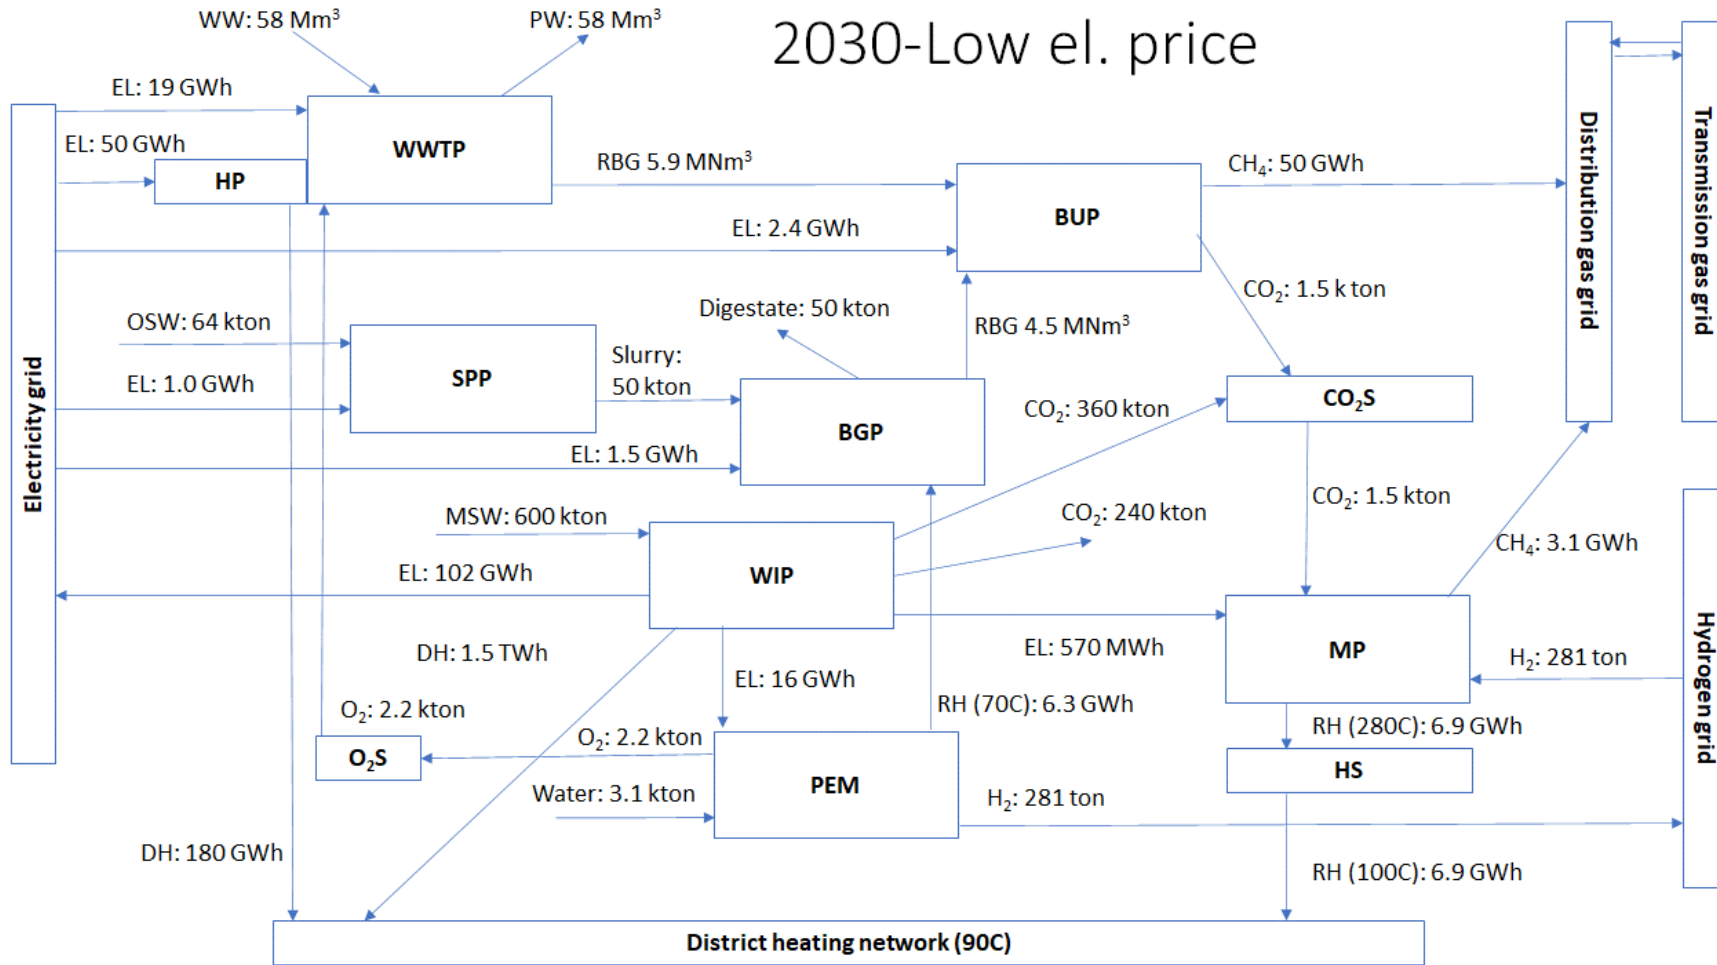 WW: 58 Mm³
PW: 58 Mm³
2030-Low el. price
EL: 19 GWh
EL: 50 GWh
WWTP
HP
RBG 5.9 MNm³
CH₄: 50 GWh
BUP
EL: 2.4 GWh
Distribution gas grid
Transmission gas grid
CO₂: 1.5 k ton
Digestate: 50 kton
RBG 4.5 MNm³
OSW: 64 kton
SPP
Slurry:
50 kton
EL: 1.0 GWh
Electricity grid
CO₂S
CO₂: 360 kton
BGP
EL: 1.5 GWh
CO₂: 1.5 kton
MSW: 600 kton
CO₂: 240 kton
CH₄: 3.1 GWh
EL: 102 GWh
WIP
DH: 1.5 TWh
EL: 570 MWh
MP
H₂: 281 ton
Hydrogen grid
EL: 16 GWh
RH (70C): 6.3 GWh
RH (280C): 6.9 GWh
O₂: 2.2 kton
O₂: 2.2 kton
O₂S
PEM
HS
Water: 3.1 kton
H₂: 281 ton
DH: 180 GWh
RH (100C): 6.9 GWh
District heating network (90C)